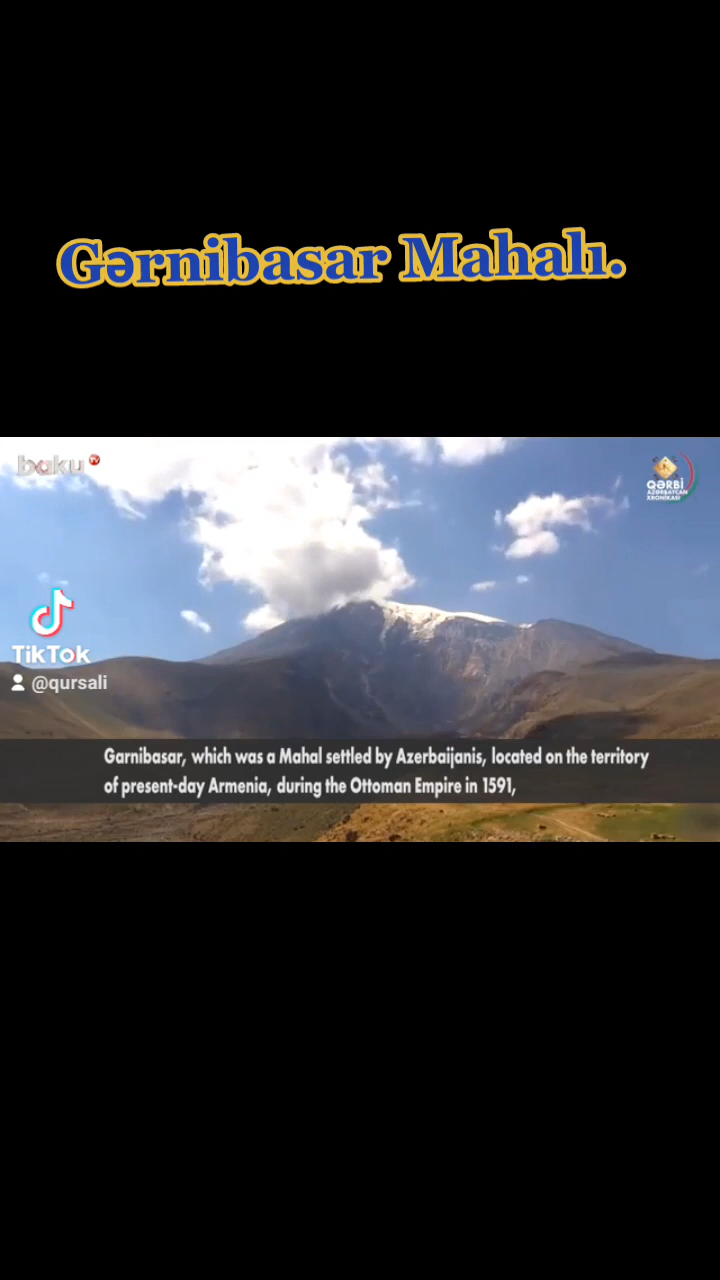 Gərnibasar Mahalı.
baku TV
QƏRBİ
AZƏRBAYCAN
XRONİKASI
TikTok
@qursali
Garnibasar, which was a Mahal settled by Azerbaijanis, located on the territory
of present-day Armenia, during the Ottoman Empire in 1591,